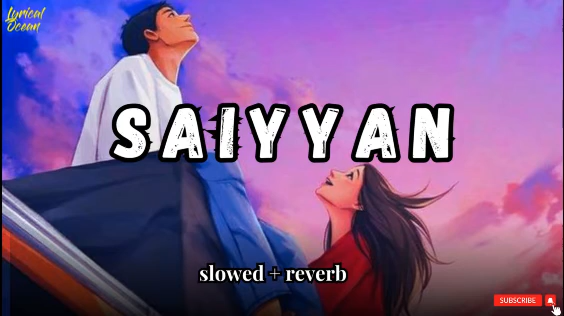 Lyrical
Ocean
SAIYYAN
slowed + reverb
SUBSCRIBE